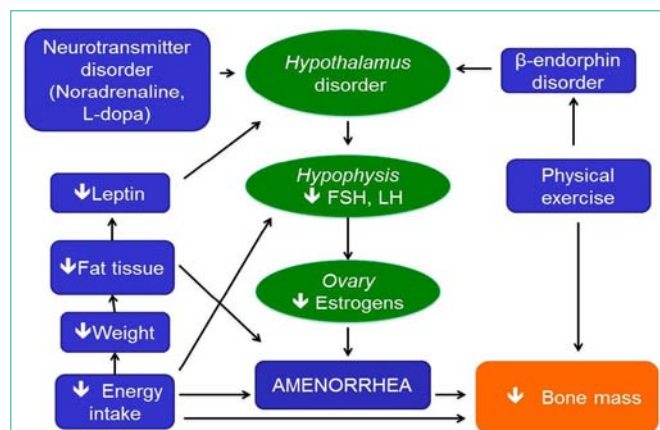 Neurotransmitter
disorder
(Noradrenaline,
L-dopa)
Hypothalamus
disorder
β-endorphin
disorder
Hypophysis
↓ FSH, LH
Physical
exercise
↓Leptin
↓Fat tissue
Ovary
↓ Estrogens
↓Weight
↓ Energy
intake
AMENORRHEA
↓ Bone mass